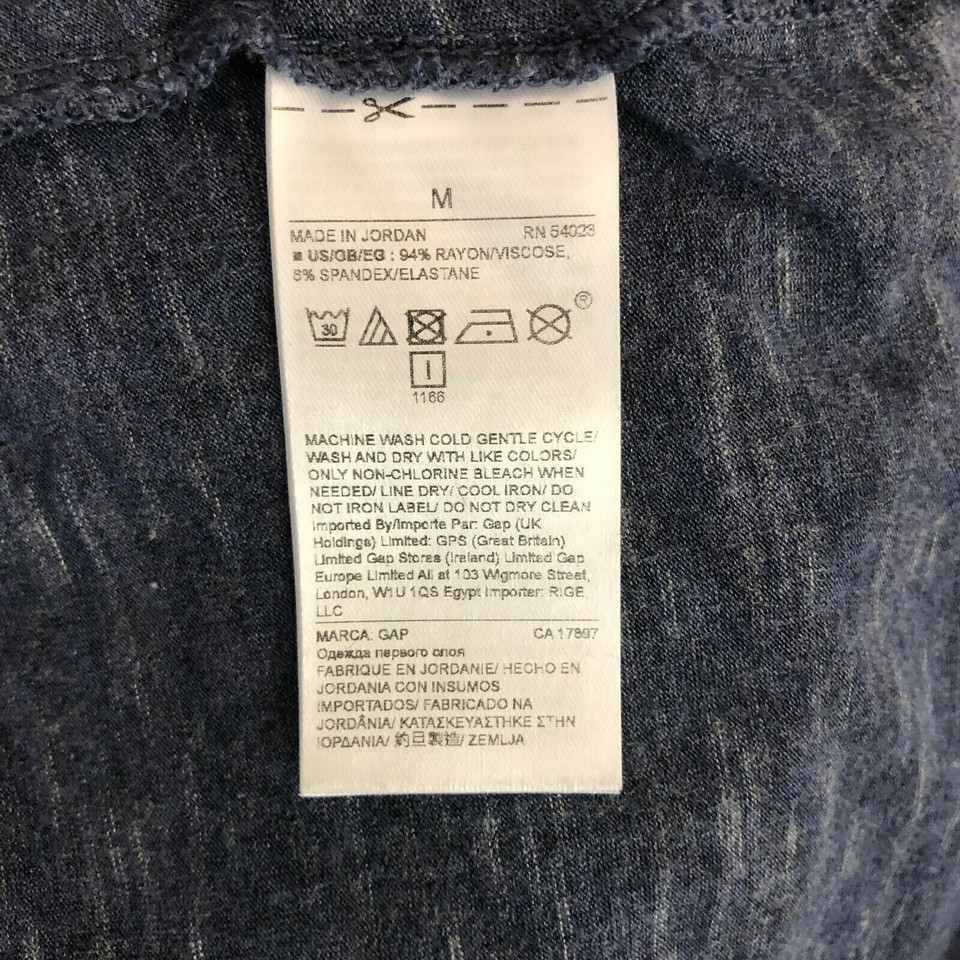 M
MADE IN JORDAN RN 54023
US/GB/EG : 94% RAYON/VISCOSE,
6% SPANDEX/ELASTANE
30
®
1166
MACHINE WASH COLD GENTLE CYCLE/
WASH AND DRY WITH LIKE COLORS/
ONLY NON-CHLORINE BLEACH WHEN
NEEDED/ LINE DRY/ COOL IRON/ DO
NOT IRON LABEL/ DO NOT DRY CLEAN
Imported By/Importe Par: Gap (UK
Holdings) Limited: GPS (Great Britain)
Limited Gap Stores (Ireland) Limited Gap
Europe Limited All at 103 Wigmore Street,
London, W1U 1QS Egypt Importer: RIGE
LLC
MARCA: GAP CA 17897
Одежда первого слоя
FABRIQUE EN JORDANIE/ HECHO EN
JORDANIA CON INSUMOS
IMPORTADOS/ FABRICADO NA
JORDÂNIA/ ΚΑΤΑΣΚΕΥΑΣΤΗΚΕ ΣΤΗΝ
ΙΟΡΔΑΝΙΑ/ 約旦製造/ ZEMLJA